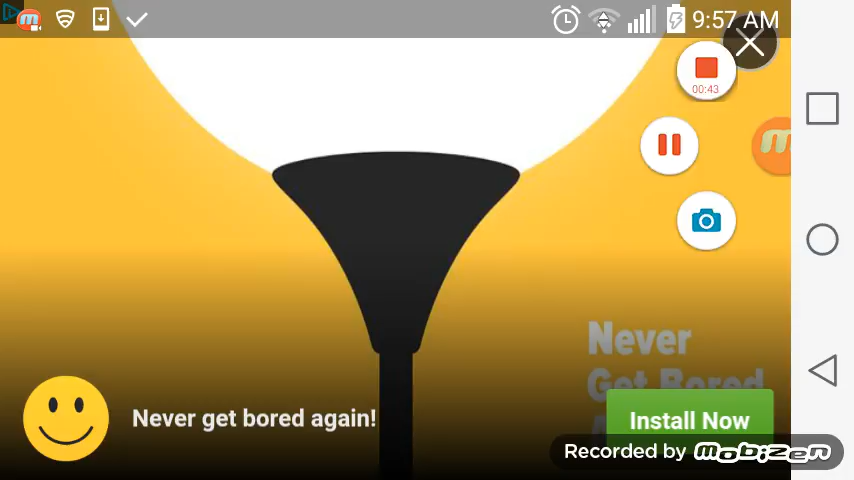 9:57 AM
00:43
Never
Get Bored
Never get bored again!
Install Now
Recorded by mobizen